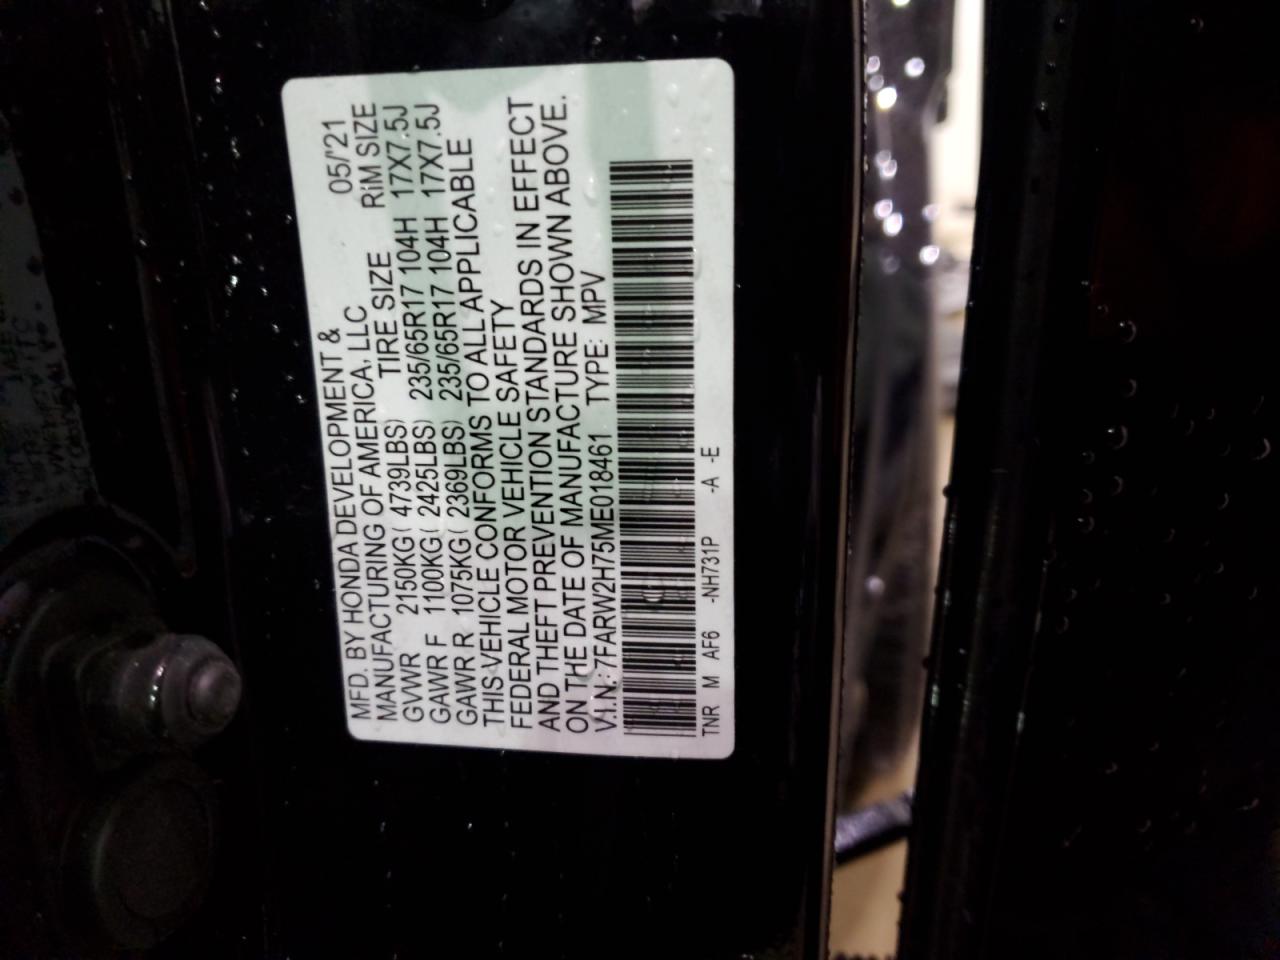 MFD. BY HONDA DEVELOPMENT & 05/'21
MANUFACTURING OF AMERICA, LLC TIRE SIZE RIM SIZE
GVWR 2150KG( 4739LBS)
GAWR F 1100KG( 2425LBS) 235/65R17 104H 17X7.5J
GAWR R 1075KG( 2369LBS) 235/65R17 104H 17X7.5J
THIS VEHICLE CONFORMS TO ALL APPLICABLE
FEDERAL MOTOR VEHICLE SAFETY
AND THEFT PREVENTION STANDARDS IN EFFECT
ON THE DATE OF MANUFACTURE SHOWN ABOVE.
V.I.N.:7FARW2H75ME018461 TYPE: MPV
TNR M AF6 -NH731P -A -E